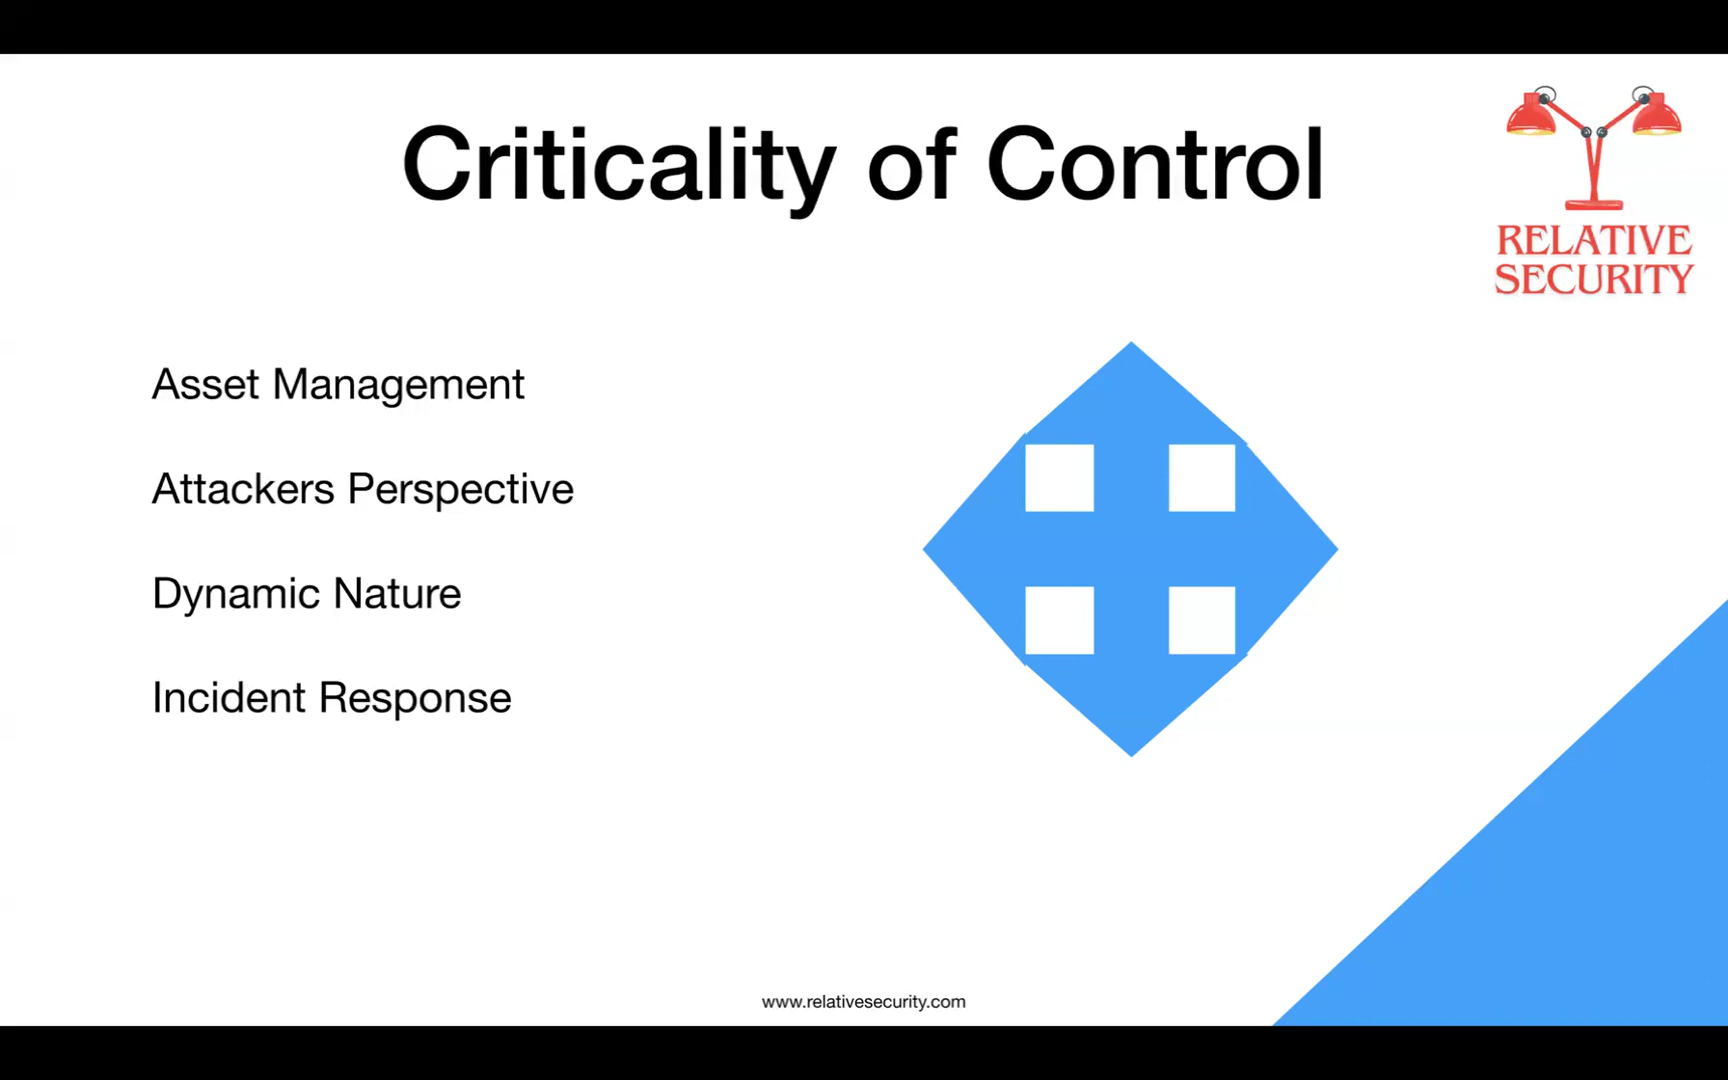 Criticality of Control
RELATIVE
SECURITY
Asset Management
Attackers Perspective
Dynamic Nature
Incident Response
www.relativesecurity.com